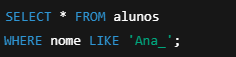 SELECT * FROM alunos
WHERE nome LIKE 'Ana_';